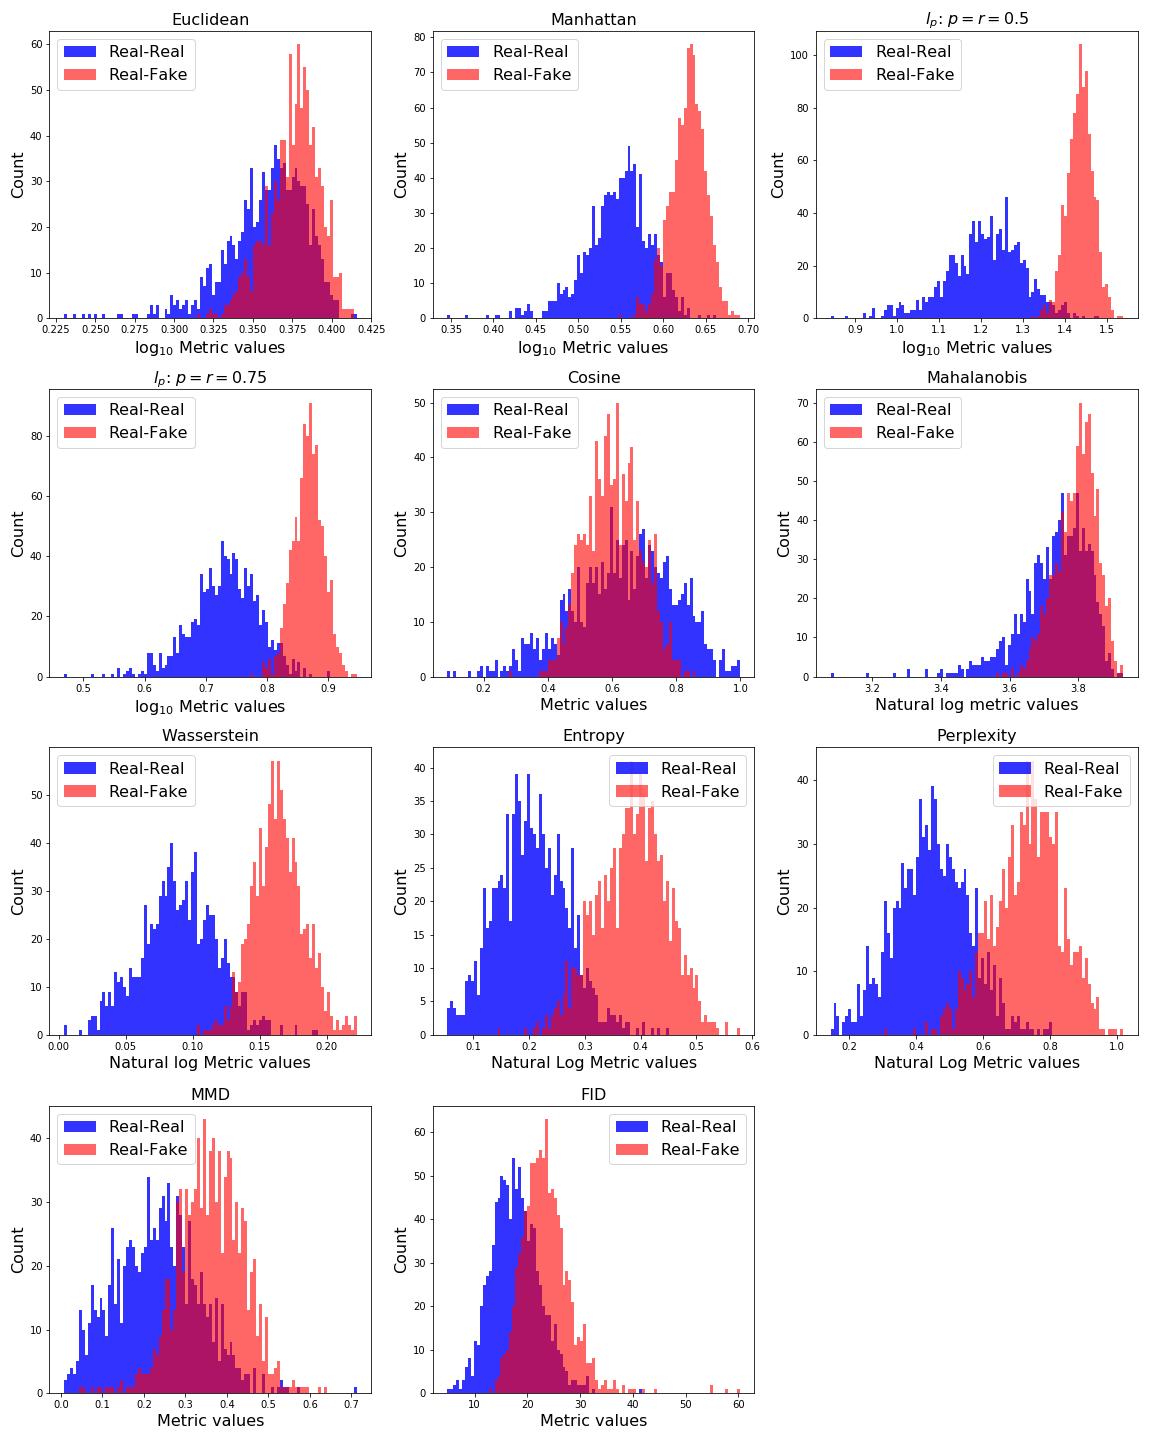 Euclidean
Real-Real
Real-Fake
Count
0
10
20
30
40
50
60
0.225 0.250 0.275 0.300 0.325 0.350 0.375 0.400 0.425
log10 Metric values
Manhattan
Real-Real
Real-Fake
Count
0
10
20
30
40
50
60
70
80
0.35 0.40 0.45 0.50 0.55 0.60 0.65 0.70
log10 Metric values
lp: p = r = 0.5
Real-Real
Real-Fake
Count
0
20
40
60
80
100
0.9 1.0 1.1 1.2 1.3 1.4 1.5
log10 Metric values
lp: p = r = 0.75
Real-Real
Real-Fake
Count
0
20
40
60
80
0.5 0.6 0.7 0.8 0.9
log10 Metric values
Cosine
Real-Real
Real-Fake
Count
0
10
20
30
40
50
0.2 0.4 0.6 0.8 1.0
Metric values
Mahalanobis
Real-Real
Real-Fake
Count
0
10
20
30
40
50
60
70
3.2 3.4 3.6 3.8
Natural log metric values
Wasserstein
Real-Real
Real-Fake
Count
0
10
20
30
40
50
0.00 0.05 0.10 0.15 0.20
Natural log Metric values
Entropy
Real-Real
Real-Fake
Count
0
5
10
15
20
25
30
35
40
0.1 0.2 0.3 0.4 0.5 0.6
Natural Log Metric values
Perplexity
Real-Real
Real-Fake
Count
0
10
20
30
40
0.2 0.4 0.6 0.8 1.0
Natural Log Metric values
MMD
Real-Real
Real-Fake
Count
0
10
20
30
40
0.0 0.1 0.2 0.3 0.4 0.5 0.6 0.7
Metric values
FID
Real-Real
Real-Fake
Count
0
10
20
30
40
50
60
10 20 30 40 50 60
Metric values